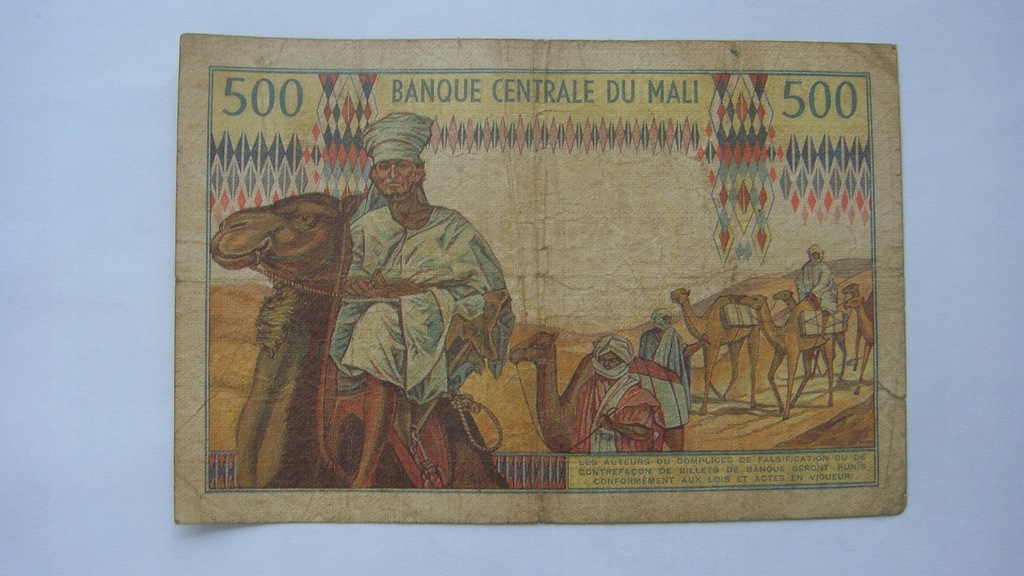 500 BANQUE CENTRALE DU MALI 500
LES AUTEURS OU COMPLICES DE FALSIFICATION OU DE
CONTREFAÇON DE BILLETS DE BANQUE SERONT PUNIS
CONFORMÉMENT AUX LOIS ET ACTES EN VIGUEUR.